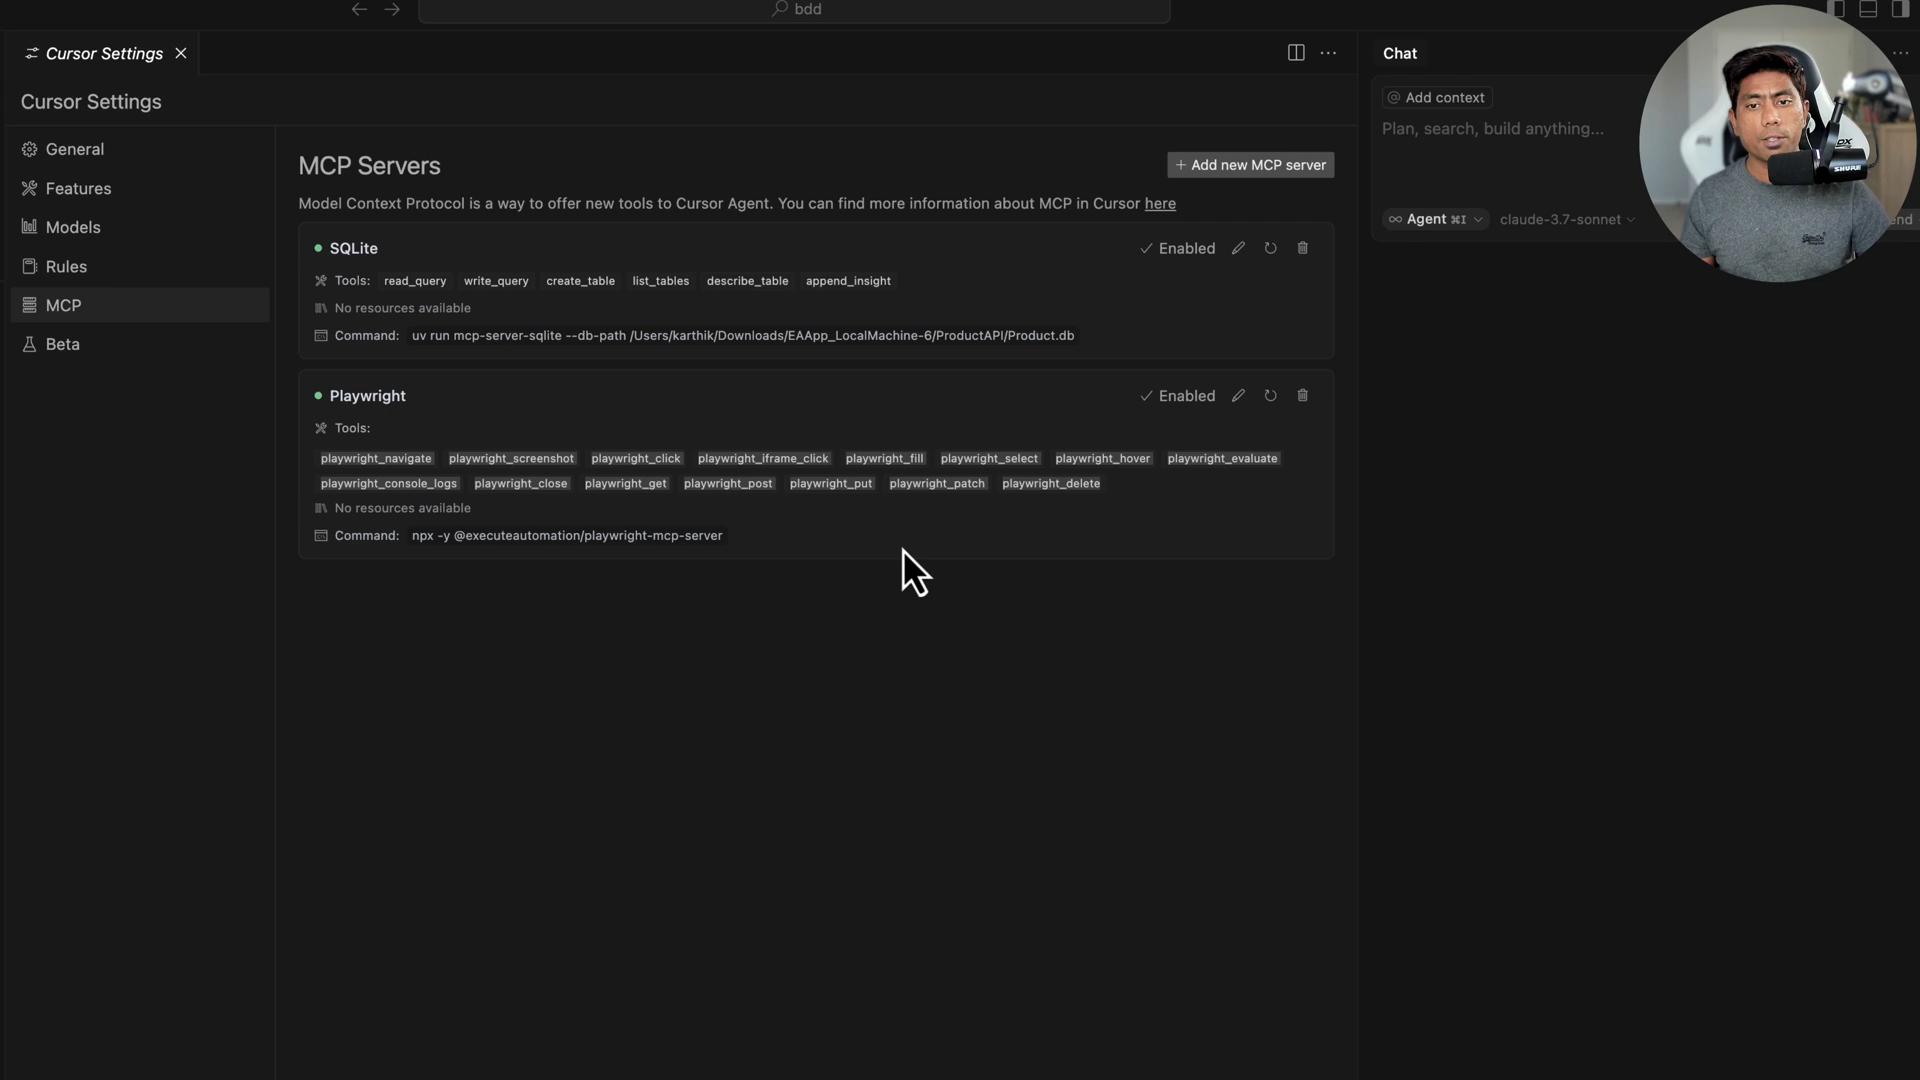 bdd
Cursor Settings
Chat
Cursor Settings
@ Add context
Plan, search, build anything...
Agent ⌘I claude-3.7-sonnet
General
Features
Models
Rules
MCP
Beta
MCP Servers
+ Add new MCP server
Model Context Protocol is a way to offer new tools to Cursor Agent. You can find more information about MCP in Cursor here
SQLite
Enabled
Tools: read_query write_query create_table list_tables describe_table append_insight
No resources available
Command: uv run mcp-server-sqlite --db-path /Users/karthik/Downloads/EAApp_LocalMachine-6/ProductAPI/Product.db
Playwright
Enabled
Tools:
playwright_navigate playwright_screenshot playwright_click playwright_iframe_click playwright_fill playwright_select playwright_hover playwright_evaluate
playwright_console_logs playwright_close playwright_get playwright_post playwright_put playwright_patch playwright_delete
No resources available
Command: npx -y @executeautomation/playwright-mcp-server
SHURE